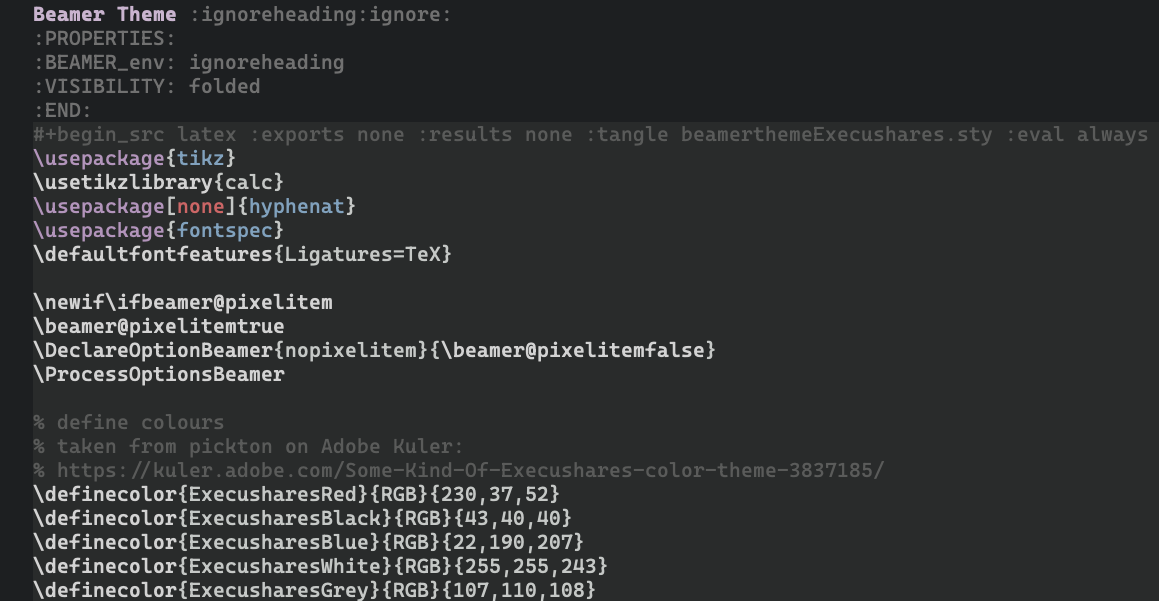 Beamer Theme :ignoreheading:ignore:
:PROPERTIES:
:BEAMER_env: ignoreheading
:VISIBILITY: folded
:END:
#+begin_src latex :exports none :results none :tangle beamerthemeExecushares.sty :eval always
\usepackage{tikz}
\usetikzlibrary{calc}
\usepackage[none]{hyphenat}
\usepackage{fontspec}
\defaultfontfeatures{Ligatures=TeX}

\newif\ifbeamer@pixelitem
\beamer@pixelitemtrue
\DeclareOptionBeamer{nopixelitem}{\beamer@pixelitemfalse}
\ProcessOptionsBeamer

% define colours
% taken from pickton on Adobe Kuler:
% https://kuler.adobe.com/Some-Kind-Of-Execushares-color-theme-3837185/
\definecolor{ExecusharesRed}{RGB}{230,37,52}
\definecolor{ExecusharesBlack}{RGB}{43,40,40}
\definecolor{ExecusharesBlue}{RGB}{22,190,207}
\definecolor{ExecusharesWhite}{RGB}{255,255,243}
\definecolor{ExecusharesGrey}{RGB}{107,110,108}